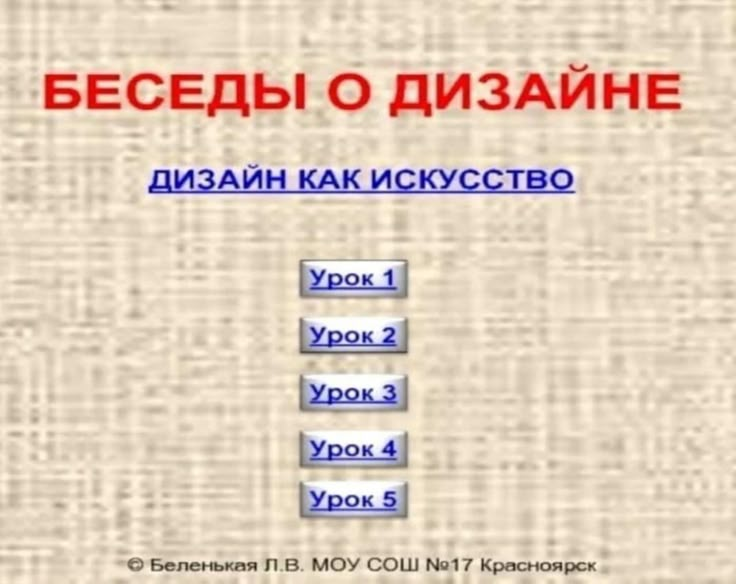 БЕСЕДЫ О ДИЗАЙНЕ
ДИЗАЙН КАК ИСКУССТВО
Урок 1
Урок 2
Урок 3
Урок 4
Урок 5
© Беленькая Л.В. МОУ СОШ №17 Красноярск